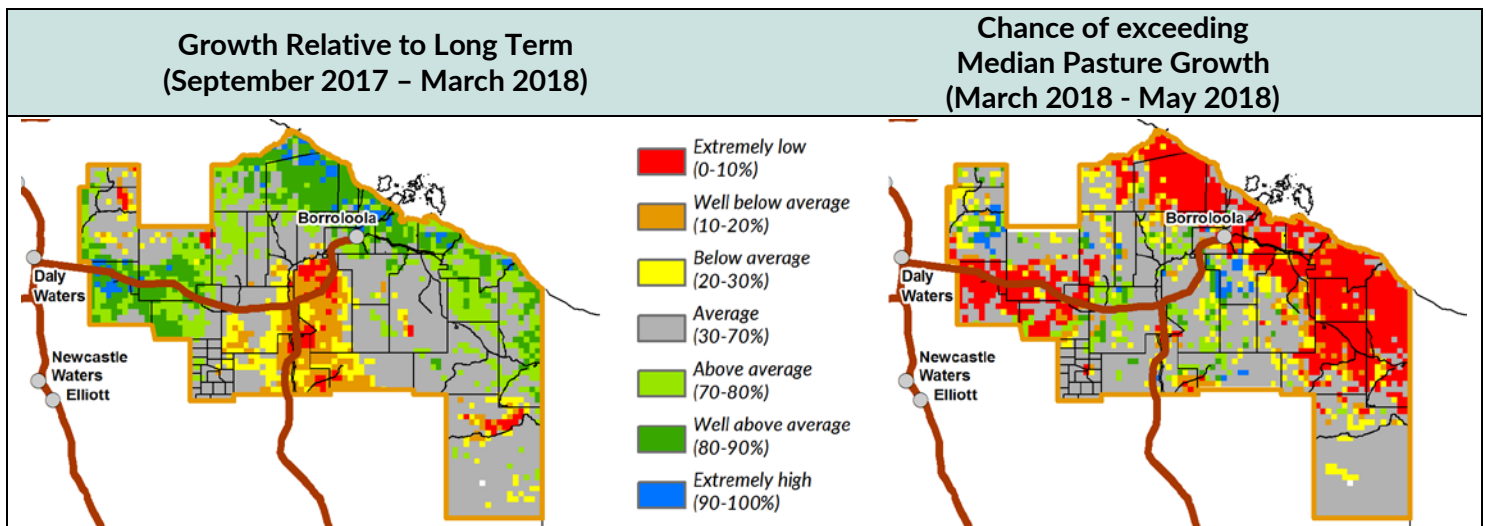 Growth Relative to Long Term
(September 2017 – March 2018)
Chance of exceeding
Median Pasture Growth
(March 2018 - May 2018)
Borroloola
Daly
Waters
Newcastle
Waters
Elliott
Extremely low
(0-10%)
Well below average
(10-20%)
Below average
(20-30%)
Average
(30-70%)
Above average
(70-80%)
Well above average
(80-90%)
Extremely high
(90-100%)
Borroloola
Daly
Waters
Newcastle
Waters
Elliott